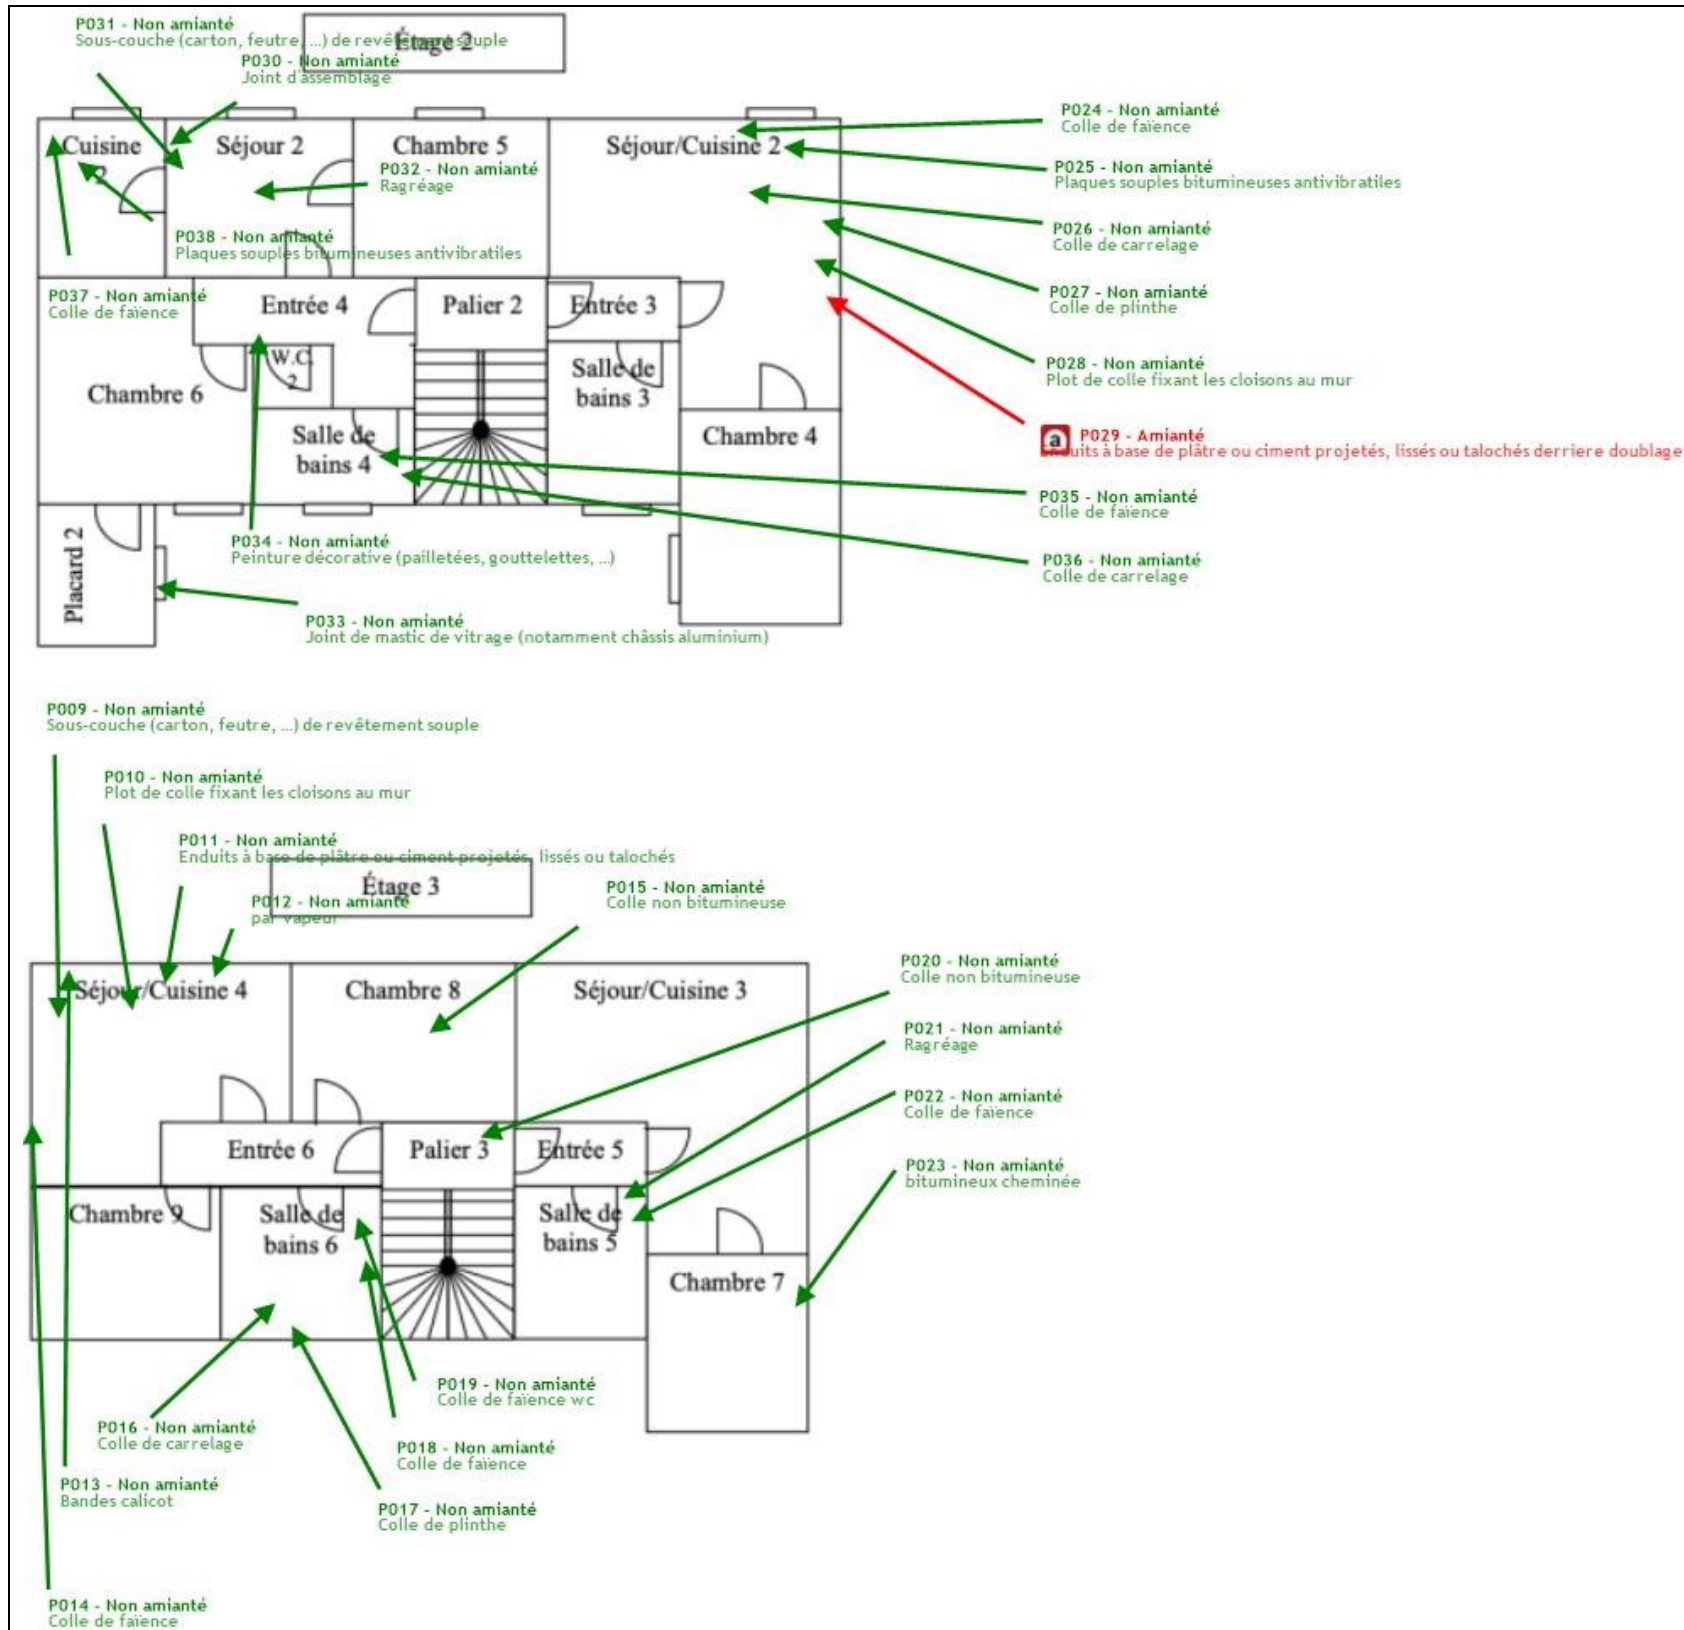 P031 - Non amianté
Sous-couche (carton, feutre, ...) de revêtement souple
Étage 2
P030 - Non amianté
Joint d'assemblage
P024 - Non amianté
Colle de faïence
Cuisine
2
Séjour 2
Chambre 5
Séjour/Cuisine 2
P032 - Non amianté
Ragréage
P025 - Non amianté
Plaques souples bitumineuses antivibratiles
P038 - Non amianté
Plaques souples bitumineuses antivibratiles
P026 - Non amianté
Colle de carrelage
P037 - Non amianté
Colle de faïence
Entrée 4
Palier 2
Entrée 3
P027 - Non amianté
Colle de plinthe
W.C.
2
Chambre 6
Salle de
bains 3
P028 - Non amianté
Plot de colle fixant les cloisons au mur
Salle de
bains 4
Chambre 4
a
P029 - Amianté
Enduits à base de plâtre ou ciment projetés, lissés ou talochés derriere doublage
P035 - Non amianté
Colle de faïence
P034 - Non amianté
Peinture décorative (pailletées, gouttelettes, ...)
P036 - Non amianté
Colle de carrelage
Placard 2
P033 - Non amianté
Joint de mastic de vitrage (notamment châssis aluminium)
P009 - Non amianté
Sous-couche (carton, feutre, ...) de revêtement souple
P010 - Non amianté
Plot de colle fixant les cloisons au mur
P011 - Non amianté
Enduits à base de plâtre ou ciment projetés, lissés ou talochés
Étage 3
P012 - Non amianté
par vapeur
P015 - Non amianté
Colle non bitumineuse
P020 - Non amianté
Colle non bitumineuse
Séjour/Cuisine 4
Chambre 8
Séjour/Cuisine 3
P021 - Non amianté
Ragréage
P022 - Non amianté
Colle de faïence
Entrée 6
Palier 3
Entrée 5
P023 - Non amianté
bitumineux cheminée
Chambre 9
Salle de
bains 6
Salle de
bains 5
Chambre 7
P019 - Non amianté
Colle de faïence wc
P016 - Non amianté
Colle de carrelage
P018 - Non amianté
Colle de faïence
P013 - Non amianté
Bandes calicot
P017 - Non amianté
Colle de plinthe
P014 - Non amianté
Colle de faïence